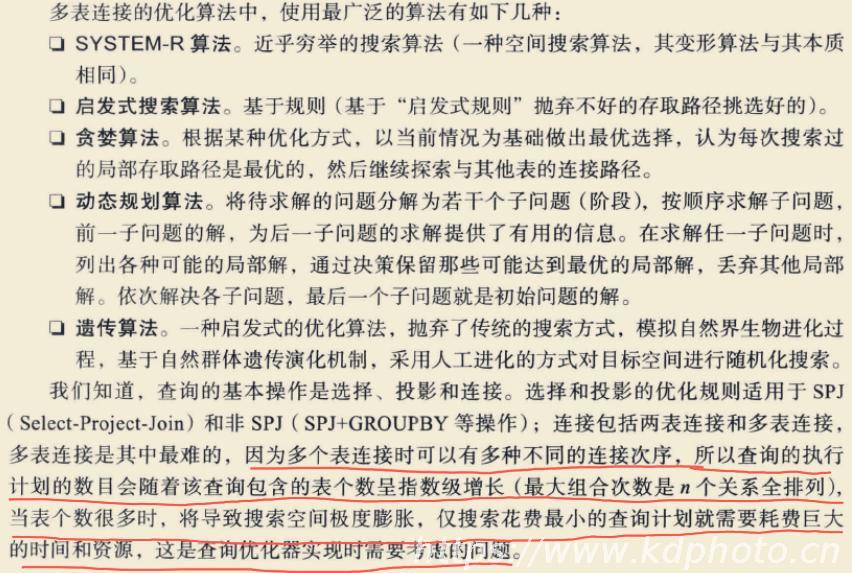 多表连接的优化算法中，使用最广泛的算法有如下几种：
❑ SYSTEM-R 算法。近乎穷举的搜索算法（一种空间搜索算法，其变形算法与其本质
相同）。
❑ 启发式搜索算法。基于规则（基于“启发式规则”抛弃不好的存取路径挑选好的）。
❑ 贪婪算法。根据某种优化方式，以当前情况为基础做出最优选择，认为每次搜索过
的局部存取路径是最优的，然后继续探索与其他表的连接路径。
❑ 动态规划算法。将待求解的问题分解为若干个子问题（阶段），按顺序求解子问题，
前一子问题的解，为后一子问题的求解提供了有用的信息。在求解任一子问题时，
列出各种可能的局部解，通过决策保留那些可能达到最优的局部解，丢弃其他局部
解。依次解决各子问题，最后一个子问题就是初始问题的解。
❑ 遗传算法。一种启发式的优化算法，抛弃了传统的搜索方式，模拟自然界生物进化过
程，基于自然群体遗传演化机制，采用人工进化的方式对目标空间进行随机化搜索。
我们知道，查询的基本操作是选择、投影和连接。选择和投影的优化规则适用于 SPJ
（Select-Project-Join）和非 SPJ（SPJ+GROUPBY 等操作）；连接包括两表连接和多表连接，
多表连接是其中最难的，因为多个表连接时可以有多种不同的连接次序，所以查询的执行
计划的数目会随着该查询包含的表个数呈指数级增长（最大组合次数是 n 个关系全排列），
当表个数很多时，将导致搜索空间极度膨胀，仅搜索花费最小的查询计划就需要耗费巨大
的时间和资源，这是查询优化器实现时需要考虑的问题。
https://www.kdphoto.cn